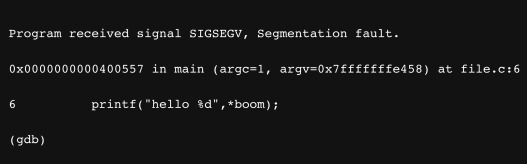 Program received signal SIGSEGV, Segmentation fault.
0x0000000000400557 in main (argc=1, argv=0x7fffffffe458) at file.c:6
6          printf("hello %d",*boom);
(gdb)